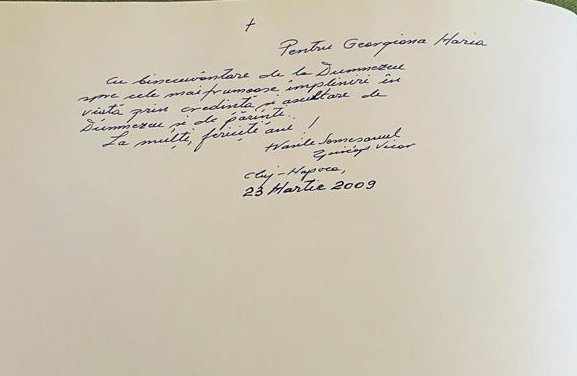 +
Pentru Georgiana Maria
Cu binecuvântare de la Dumnezeu
spre cele mai frumoase împliniri în
viață prin credință și ascultare de
Dumnezeu și de părinți.
La mulți, fericiți ani!
+Vasile Someșanul
Episcop Vicar
Cluj-Napoca,
23 Martie 2009